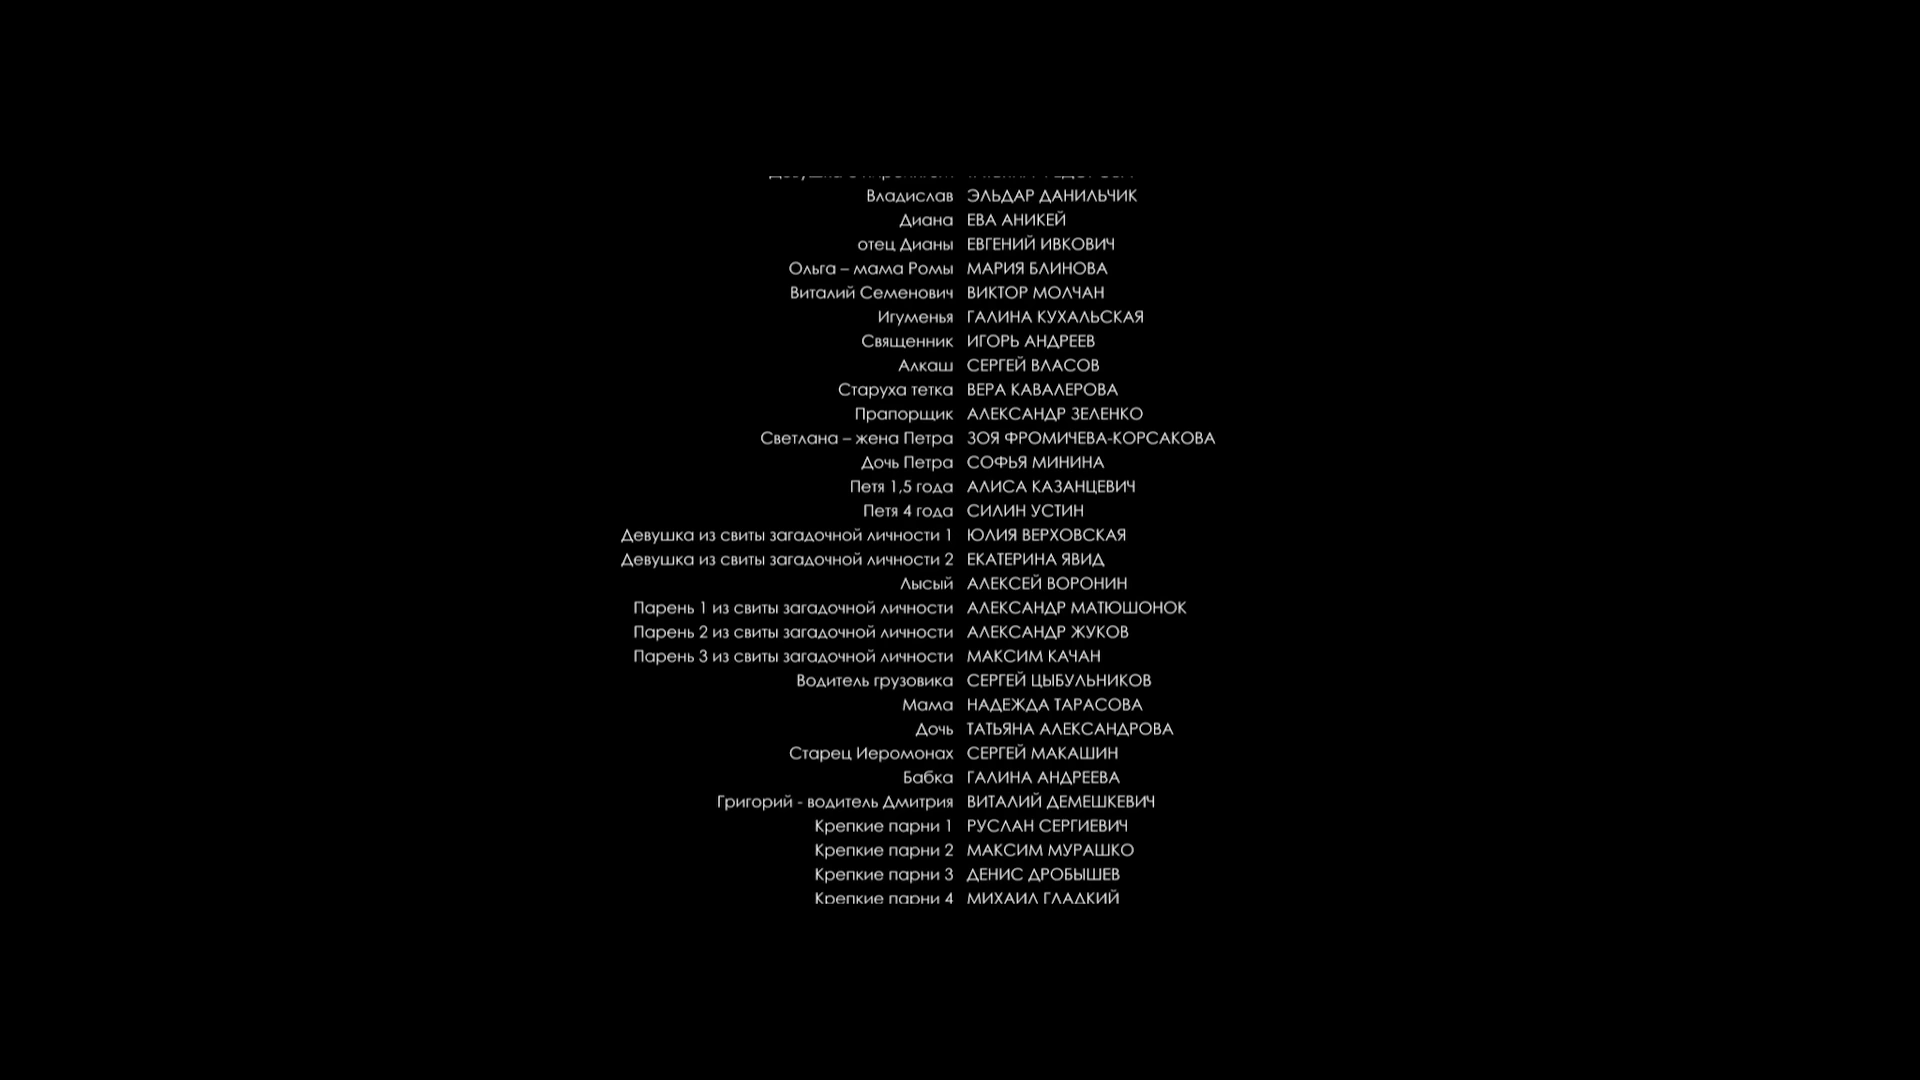 Владислав ЭЛЬДАР ДАНИЛЬЧИК
Диана ЕВА АНИКЕЙ
отец Дианы ЕВГЕНИЙ ИВКОВИЧ
Ольга – мама Ромы МАРИЯ БЛИНОВА
Виталий Семенович ВИКТОР МОЛЧАН
Игуменья ГАЛИНА КУХАЛЬСКАЯ
Священник ИГОРЬ АНДРЕЕВ
Алкаш СЕРГЕЙ ВЛАСОВ
Старуха тетка ВЕРА КАВАЛЕРОВА
Прапорщик АЛЕКСАНДР ЗЕЛЕНКО
Светлана – жена Петра ЗОЯ ФРОМИЧЕВА-КОРСАКОВА
Дочь Петра СОФЬЯ МИНИНА
Петя 1,5 года АЛИСА КАЗАНЦЕВИЧ
Петя 4 года СИЛИН УСТИН
Девушка из свиты загадочной личности 1 ЮЛИЯ ВЕРХОВСКАЯ
Девушка из свиты загадочной личности 2 ЕКАТЕРИНА ЯВИД
Лысый АЛЕКСЕЙ ВОРОНИН
Парень 1 из свиты загадочной личности АЛЕКСАНДР МАТЮШОНОК
Парень 2 из свиты загадочной личности АЛЕКСАНДР ЖУКОВ
Парень 3 из свиты загадочной личности МАКСИМ КАЧАН
Водитель грузовика СЕРГЕЙ ЦЫБУЛЬНИКОВ
Мама НАДЕЖДА ТАРАСОВА
Дочь ТАТЬЯНА АЛЕКСАНДРОВА
Старец Иеромонах СЕРГЕЙ МАКАШИН
Бабка ГАЛИНА АНДРЕЕВА
Григорий - водитель Дмитрия ВИТАЛИЙ ДЕМЕШКЕВИЧ
Крепкие парни 1 РУСЛАН СЕРГИЕВИЧ
Крепкие парни 2 МАКСИМ МУРАШКО
Крепкие парни 3 ДЕНИС ДРОБЫШЕВ
Крепкие парни 4 МИХАИЛ ГЛАДКИЙ